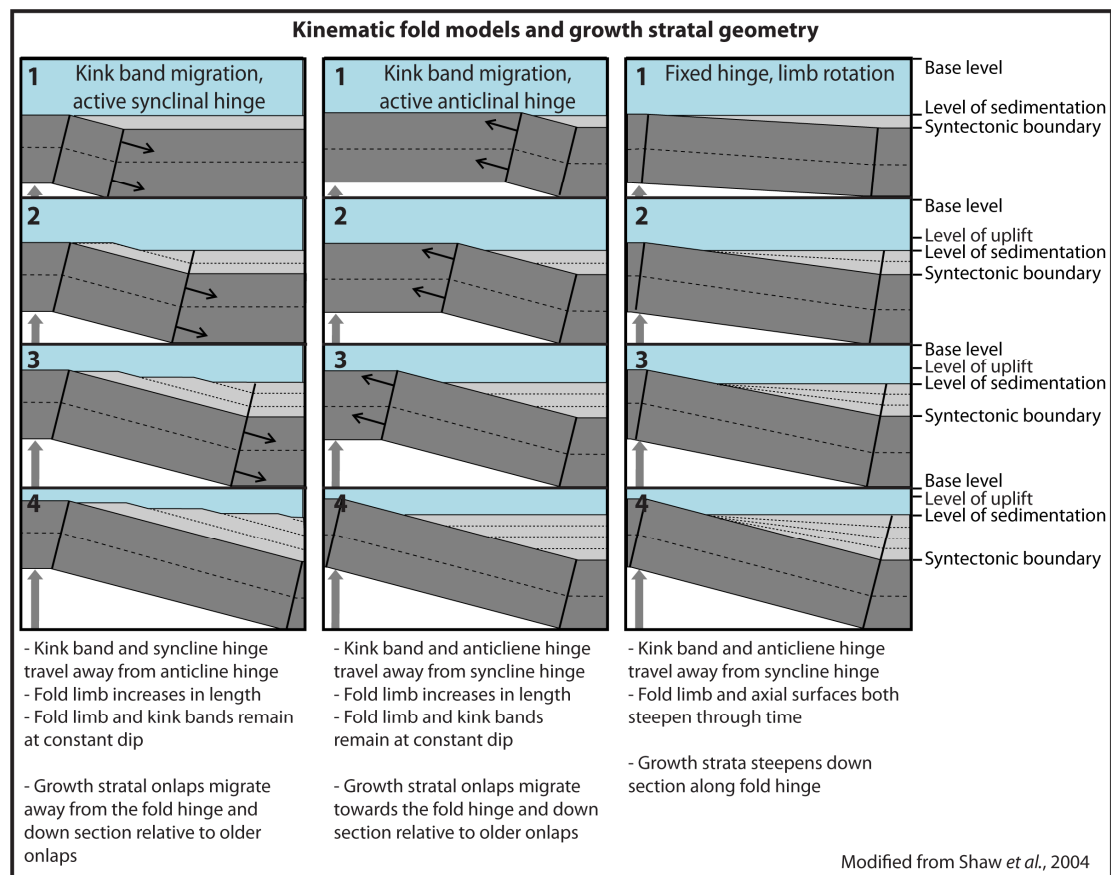 Kinematic fold models and growth stratal geometry
1 Kink band migration,
active synclinal hinge
1 Kink band migration,
active anticlinal hinge
1 Fixed hinge, limb rotation
Base level
Level of sedimentation
Syntectonic boundary
2
2
2
Base level
Level of uplift
Level of sedimentation
Syntectonic boundary
3
3
3
Base level
Level of uplift
Level of sedimentation
Syntectonic boundary
4
4
4
Base level
Level of uplift
Level of sedimentation
Syntectonic boundary
- Kink band and syncline hinge
travel away from anticline hinge
- Fold limb increases in length
- Fold limb and kink bands remain
at constant dip
- Growth stratal onlaps migrate
away from the fold hinge and
down section relative to older
onlaps
- Kink band and anticliene hinge
travel away from syncline hinge
- Fold limb increases in length
- Fold limb and kink bands
remain at constant dip
- Growth stratal onlaps migrate
towards the fold hinge and down
section relative to older onlaps
- Kink band and anticliene hinge
travel away from syncline hinge
- Fold limb and axial surfaces both
steepen through time
- Growth strata steepens down
section along fold hinge
Modified from Shaw et al., 2004